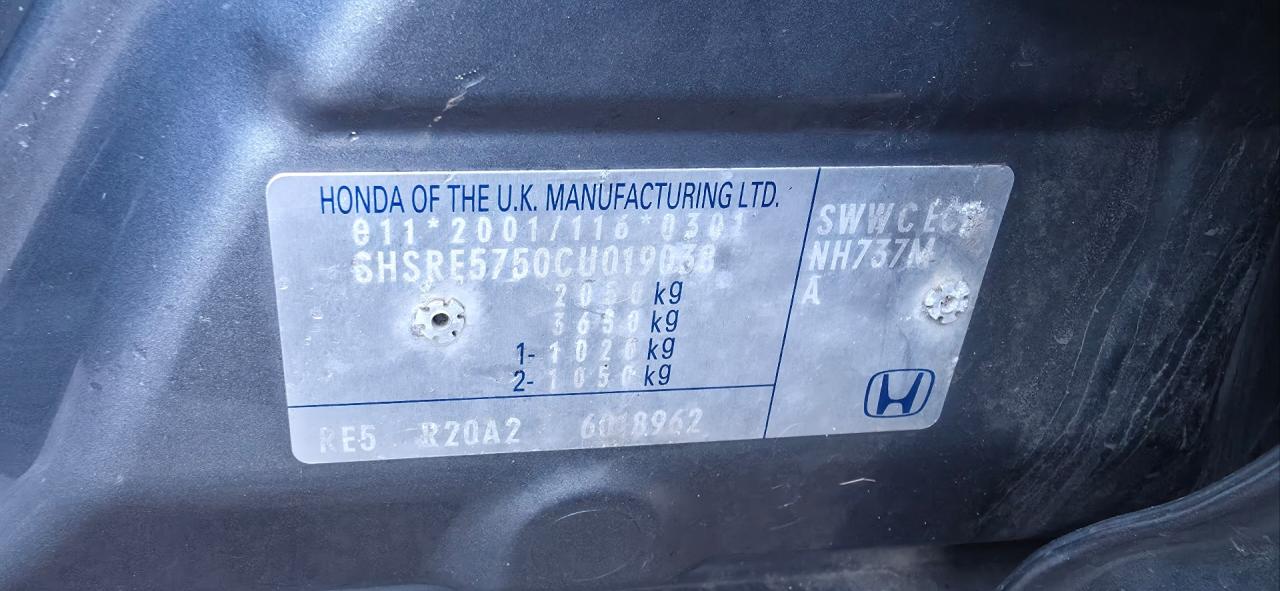 HONDA OF THE U.K. MANUFACTURING LTD.
e11*2001/116*0301
SHSRE5750CU019038
2050 kg
3650 kg
1- 1020 kg
2- 1050 kg
RE5 R20A2 6018962
SWWC
NH737M
A